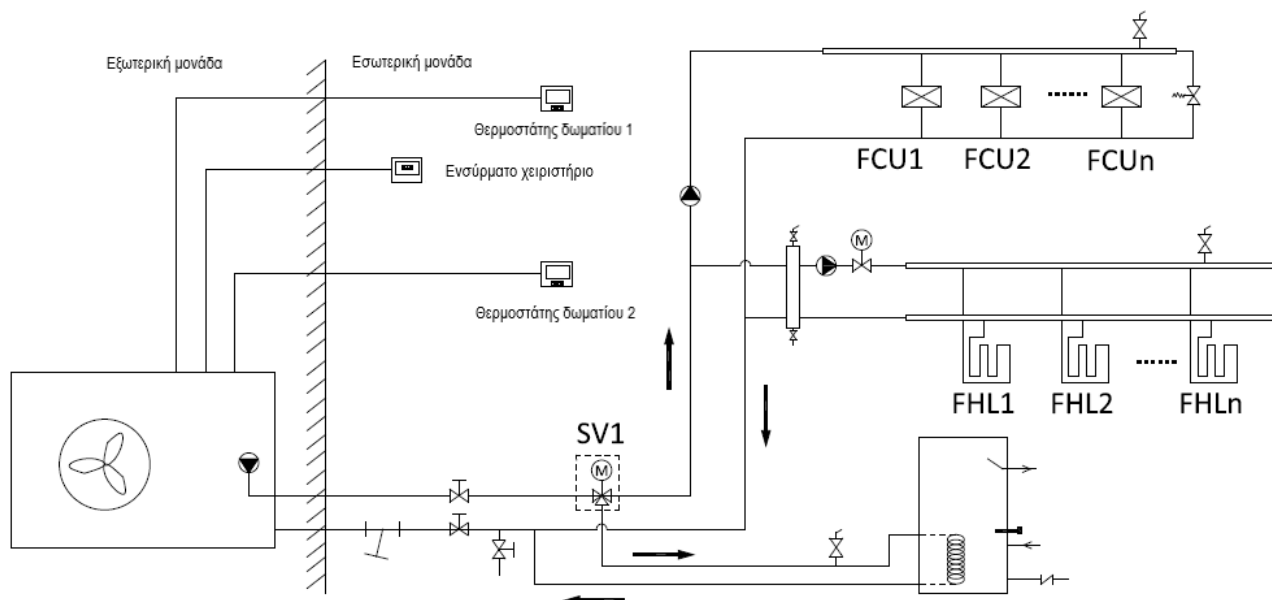 Εξωτερική μονάδα
Εσωτερική μονάδα
Θερμοστάτης δωματίου 1
Ενσύρματο χειριστήριο
Θερμοστάτης δωματίου 2
FCU1
FCU2
FCUn
M
FHL1
FHL2
FHLn
SV1
M